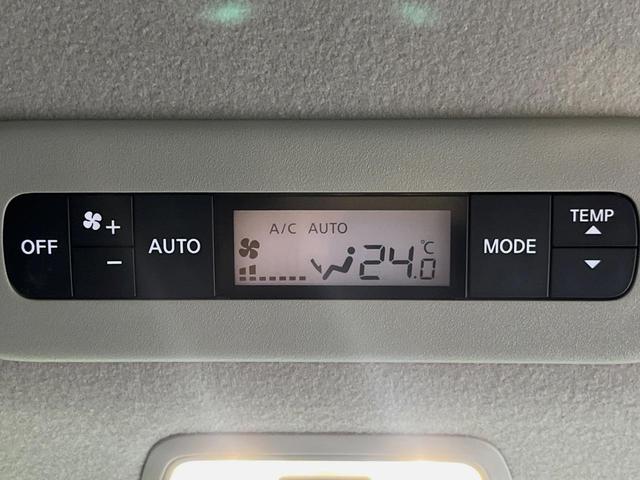 OFF
+
−
AUTO
A/C AUTO
24.0 °C
MODE
TEMP